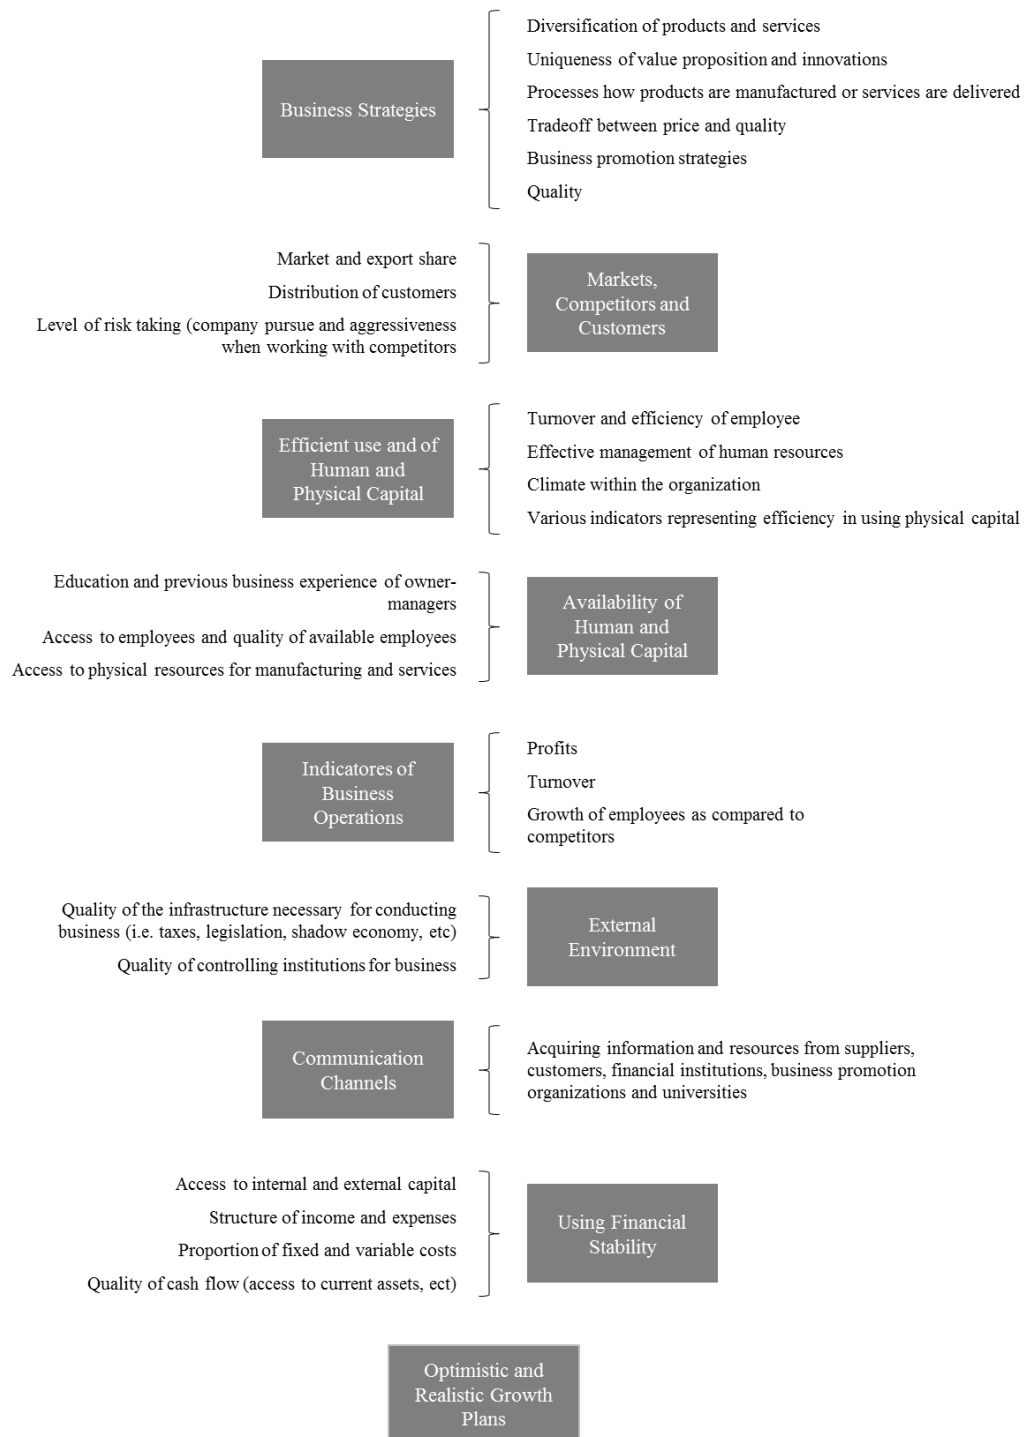 Business Strategies
Diversification of products and services
Uniqueness of value proposition and innovations
Processes how products are manufactured or services are delivered
Tradeoff between price and quality
Business promotion strategies
Quality
Market and export share
Distribution of customers
Level of risk taking (company pursue and aggressiveness
when working with competitors
Markets,
Competitors and
Customers
Efficient use and of
Human and
Physical Capital
Turnover and efficiency of employee
Effective management of human resources
Climate within the organization
Various indicators representing efficiency in using physical capital
Education and previous business experience of owner-
managers
Access to employees and quality of available employees
Access to physical resources for manufacturing and services
Availability of
Human and
Physical Capital
Indicatores of
Business
Operations
Profits
Turnover
Growth of employees as compared to
competitors
Quality of the infrastructure necessary for conducting
business (i.e. taxes, legislation, shadow economy, etc)
Quality of controlling institutions for business
External
Environment
Communication
Channels
Acquiring information and resources from suppliers,
customers, financial institutions, business promotion
organizations and universities
Access to internal and external capital
Structure of income and expenses
Proportion of fixed and variable costs
Quality of cash flow (access to current assets, ect)
Using Financial
Stability
Optimistic and
Realistic Growth
Plans